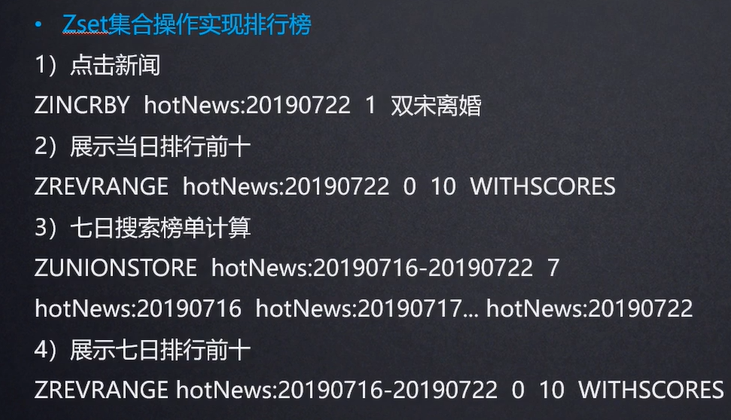 • Zset集合操作实现排行榜
1）点击新闻
ZINCRBY hotNews:20190722 1 双宋离婚
2）展示当日排行前十
ZREVRANGE hotNews:20190722 0 10 WITHSCORES
3）七日搜索榜单计算
ZUNIONSTORE hotNews:20190716-20190722 7
hotNews:20190716 hotNews:20190717... hotNews:20190722
4）展示七日排行前十
ZREVRANGE hotNews:20190716-20190722 0 10 WITHSCORES